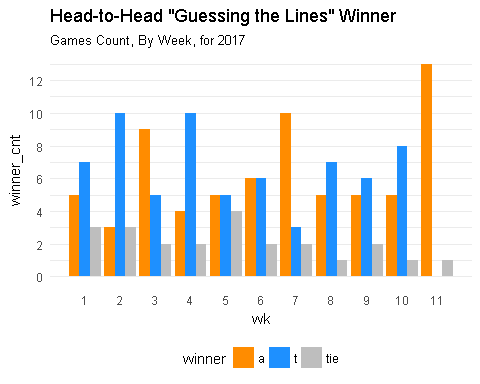 Head-to-Head "Guessing the Lines" Winner
Games Count, By Week, for 2017
winner_cnt
12
10
8
6
4
2
0
1 2 3 4 5 6 7 8 9 10 11
wk
winner a t tie